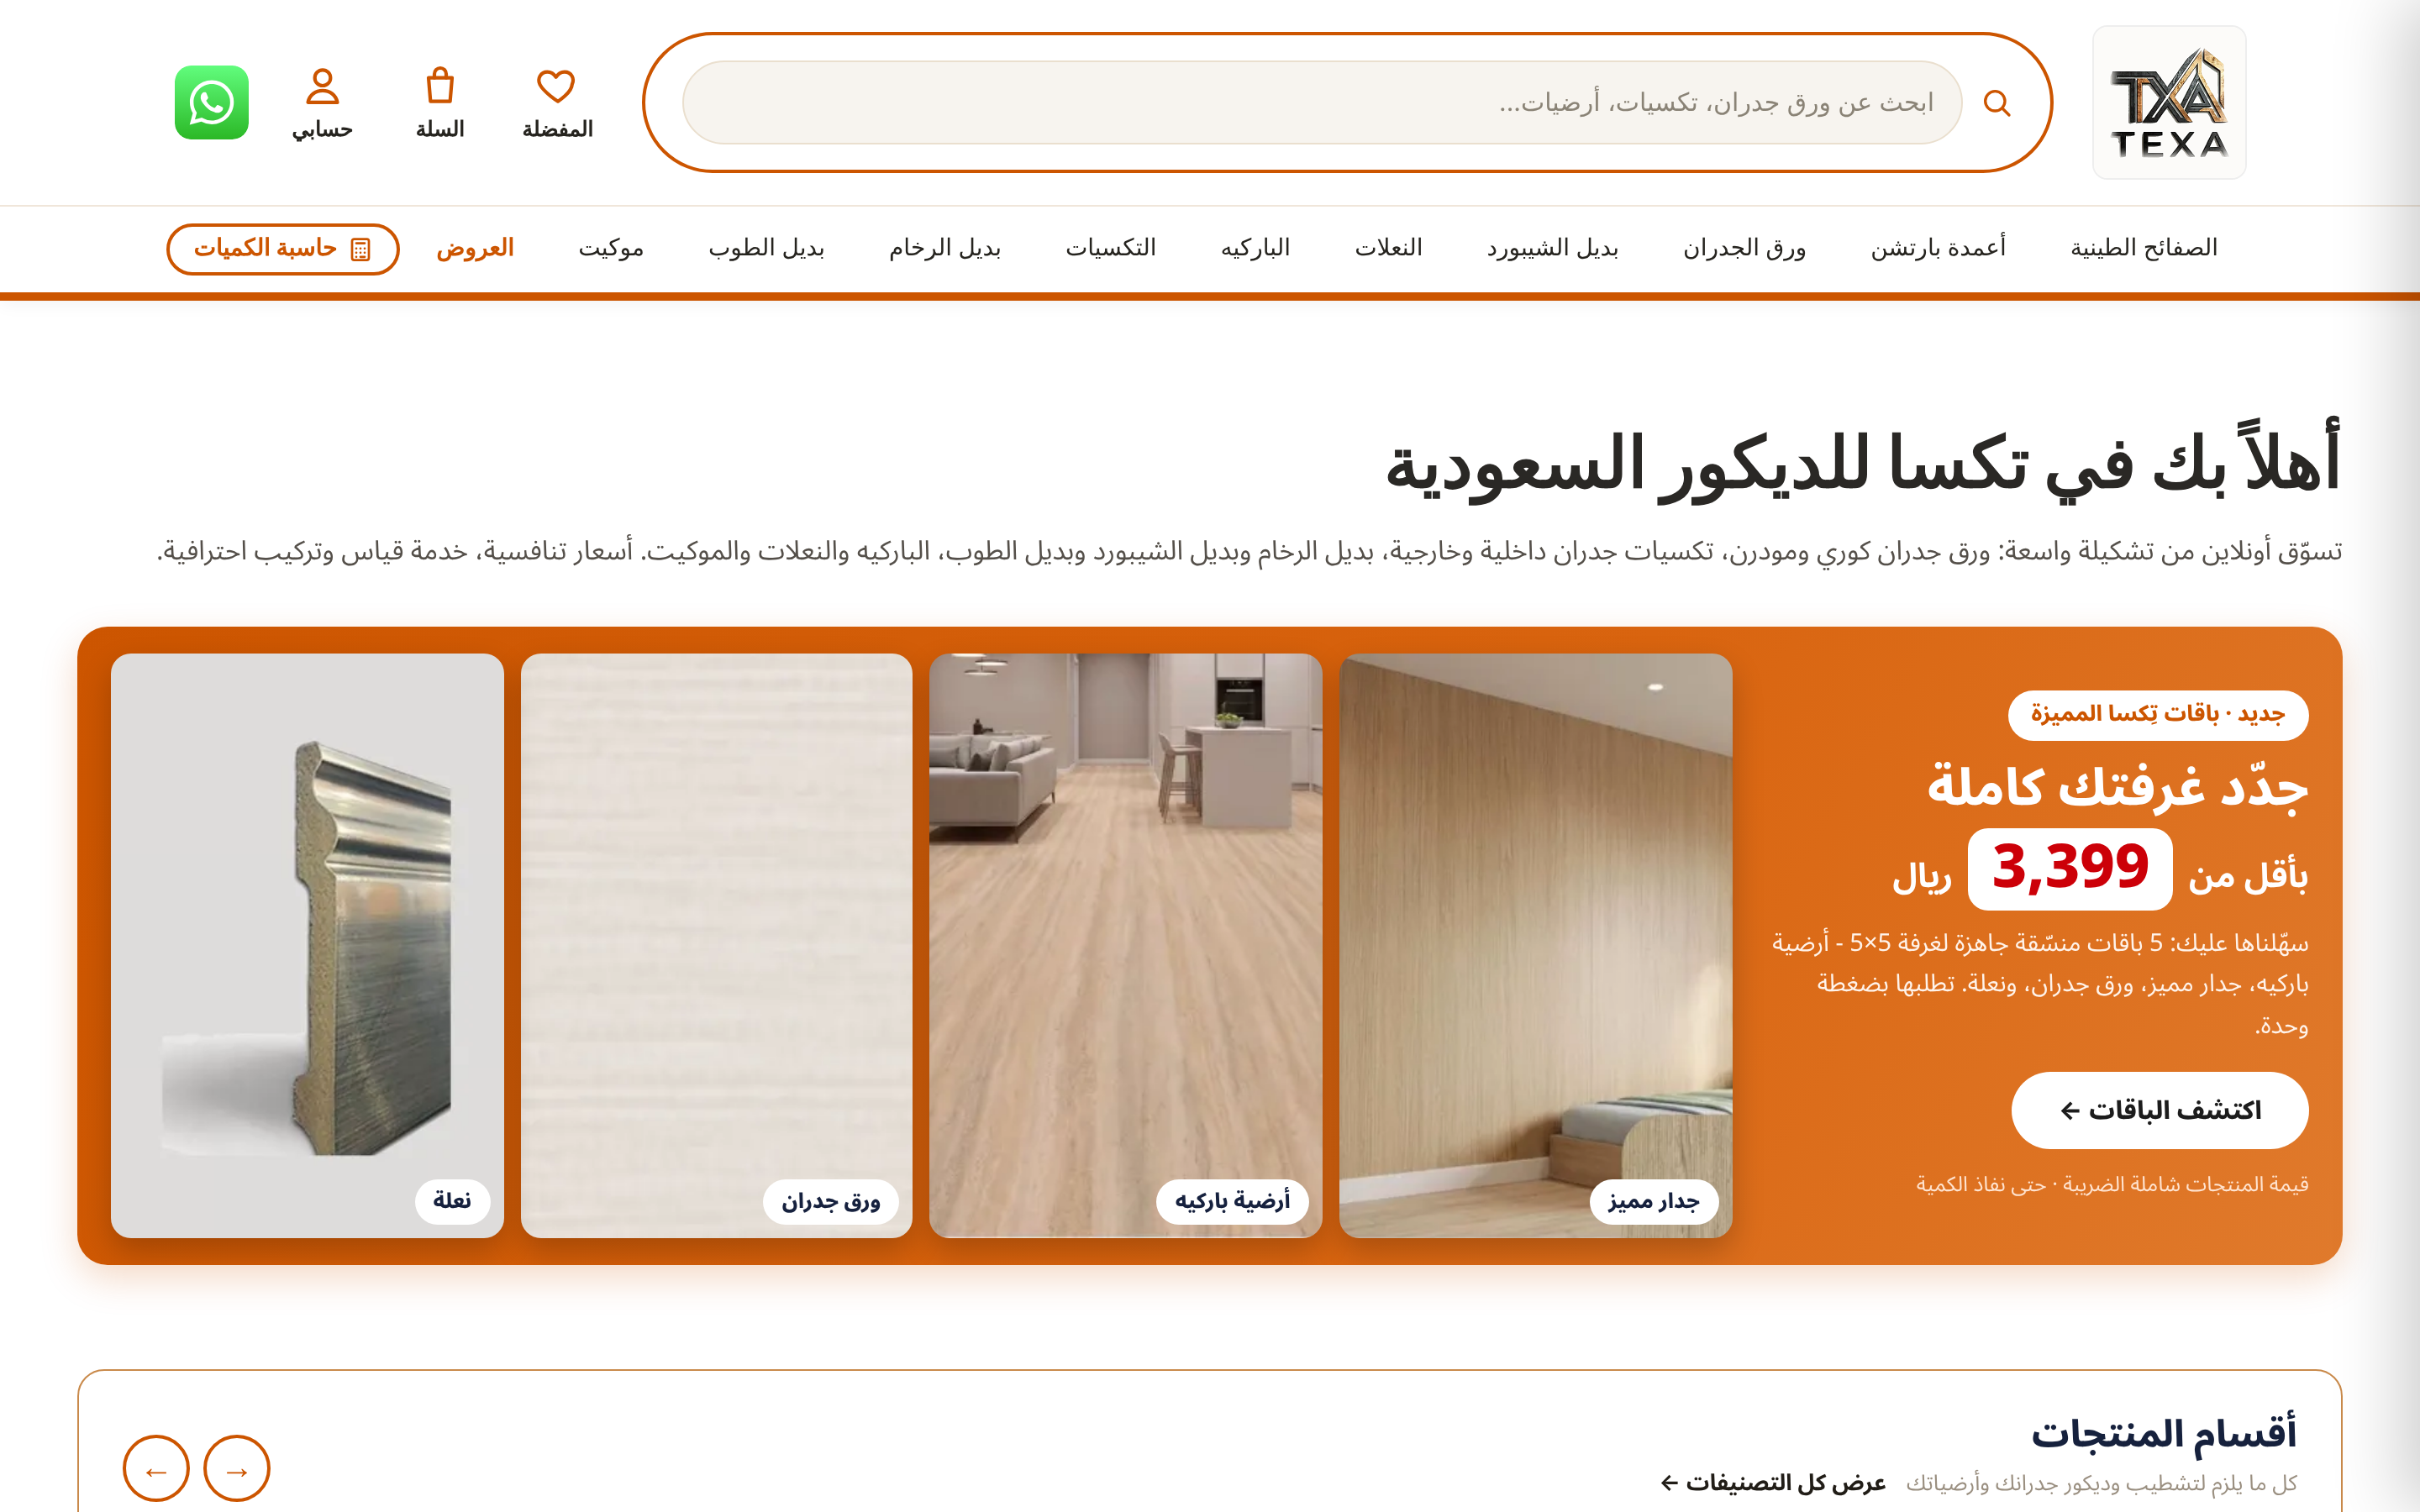 TXA
TEXA
ابحث عن ورق جدران، تكسيات، أرضيات...
المفضلة
السلة
حسابي
الصفائح الطينية
أعمدة بارتشن
ورق الجدران
بديل الشيبورد
النعلات
الباركيه
التكسيات
بديل الرخام
بديل الطوب
موكيت
العروض
حاسبة الكميات
أهلاً بك في تكسا للديكور السعودية
تسوّق أونلاين من تشكيلة واسعة: ورق جدران كوري ومودرن، تكسيات جدران داخلية وخارجية، بديل الرخام وبديل الشيبورد وبديل الطوب، الباركيه والنعلات والموكيت. أسعار تنافسية، خدمة قياس وتركيب احترافية.
جديد · باقات تِكسا المميزة
جدّد غرفتك كاملة
بأقل من 3,399 ريال
سهّلناها عليك: 5 باقات منسّقة جاهزة لغرفة 5×5 - أرضية
باركيه، جدار مميز، ورق جدران، ونعلة. تطلبها بضغطة
وحدة.
اكتشف الباقات ←
قيمة المنتجات شاملة الضريبة · حتى نفاذ الكمية
جدار مميز
أرضية باركيه
ورق جدران
نعلة
أقسام المنتجات
كل ما يلزم لتشطيب وديكور جدرانك وأرضياتك
عرض كل التصنيفات ←